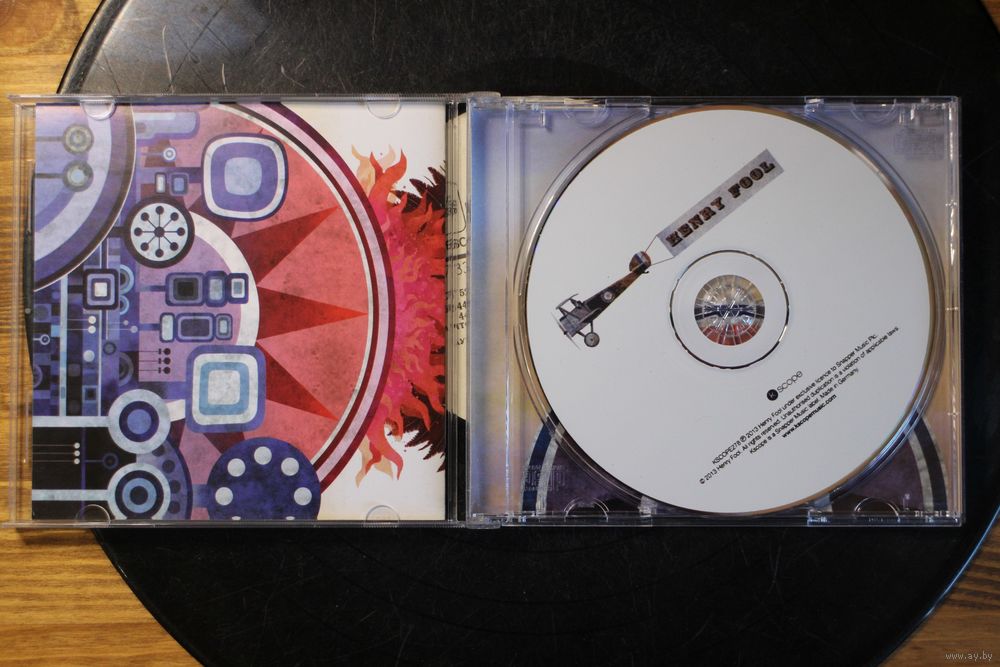 HENRY FOOL
kscope
KSCOPE278 ℗ 2013 Henry Fool under exclusive licence to Snapper Music Plc.
© 2013 Henry Fool. All rights reserved. Unauthorised duplication is a violation of applicable laws.
Kscope is a Snapper Music label. Made in Germany.
www.kscopemusic.com
www.ay.by